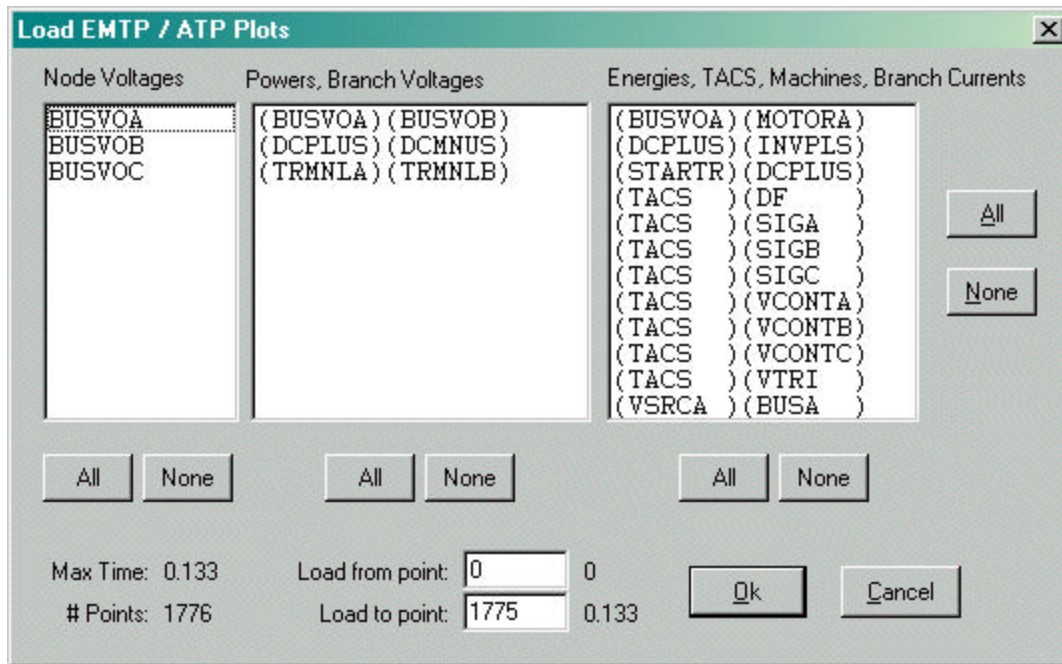 Load EMTP / ATP Plots
Node Voltages
BUSVOA
BUSVOB
BUSVOC
All None
Powers, Branch Voltages
(BUSVOA)(BUSVOB)
(DCPLUS)(DCMNUS)
(TRMNLA)(TRMNLB)
All None
Energies, TACS, Machines, Branch Currents
(BUSVOA)(MOTORA)
(DCPLUS)(INVPLS)
(STARTR)(DCPLUS)
(TACS  )(DF    )
(TACS  )(SIGA  )
(TACS  )(SIGB  )
(TACS  )(SIGC  )
(TACS  )(VCONTA)
(TACS  )(VCONTB)
(TACS  )(VCONTC)
(TACS  )(VTRI  )
(VSRCA )(BUSA  )
All None
All
None
Max Time: 0.133
# Points: 1776
Load from point: 0 0
Load to point: 1775 0.133
Ok Cancel